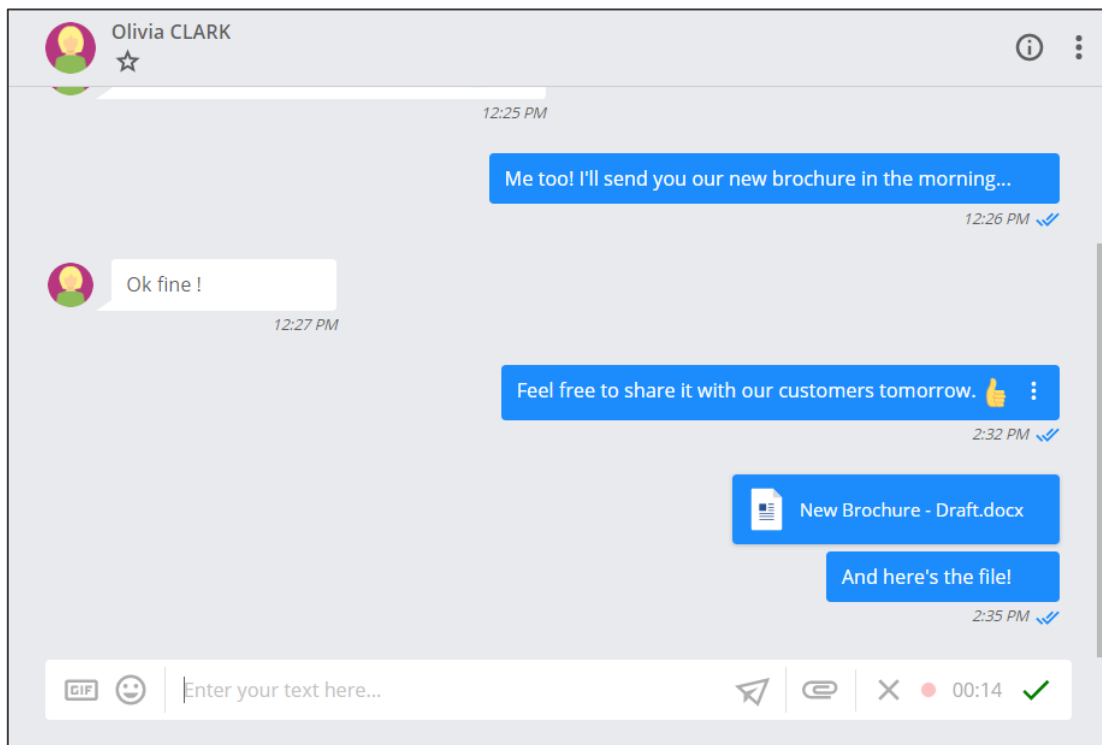 Olivia CLARK
12:25 PM
Me too! I'll send you our new brochure in the morning...
12:26 PM
Ok fine !
12:27 PM
Feel free to share it with our customers tomorrow.
2:32 PM
New Brochure - Draft.docx
And here's the file!
2:35 PM
GIF
Enter your text here...
00:14